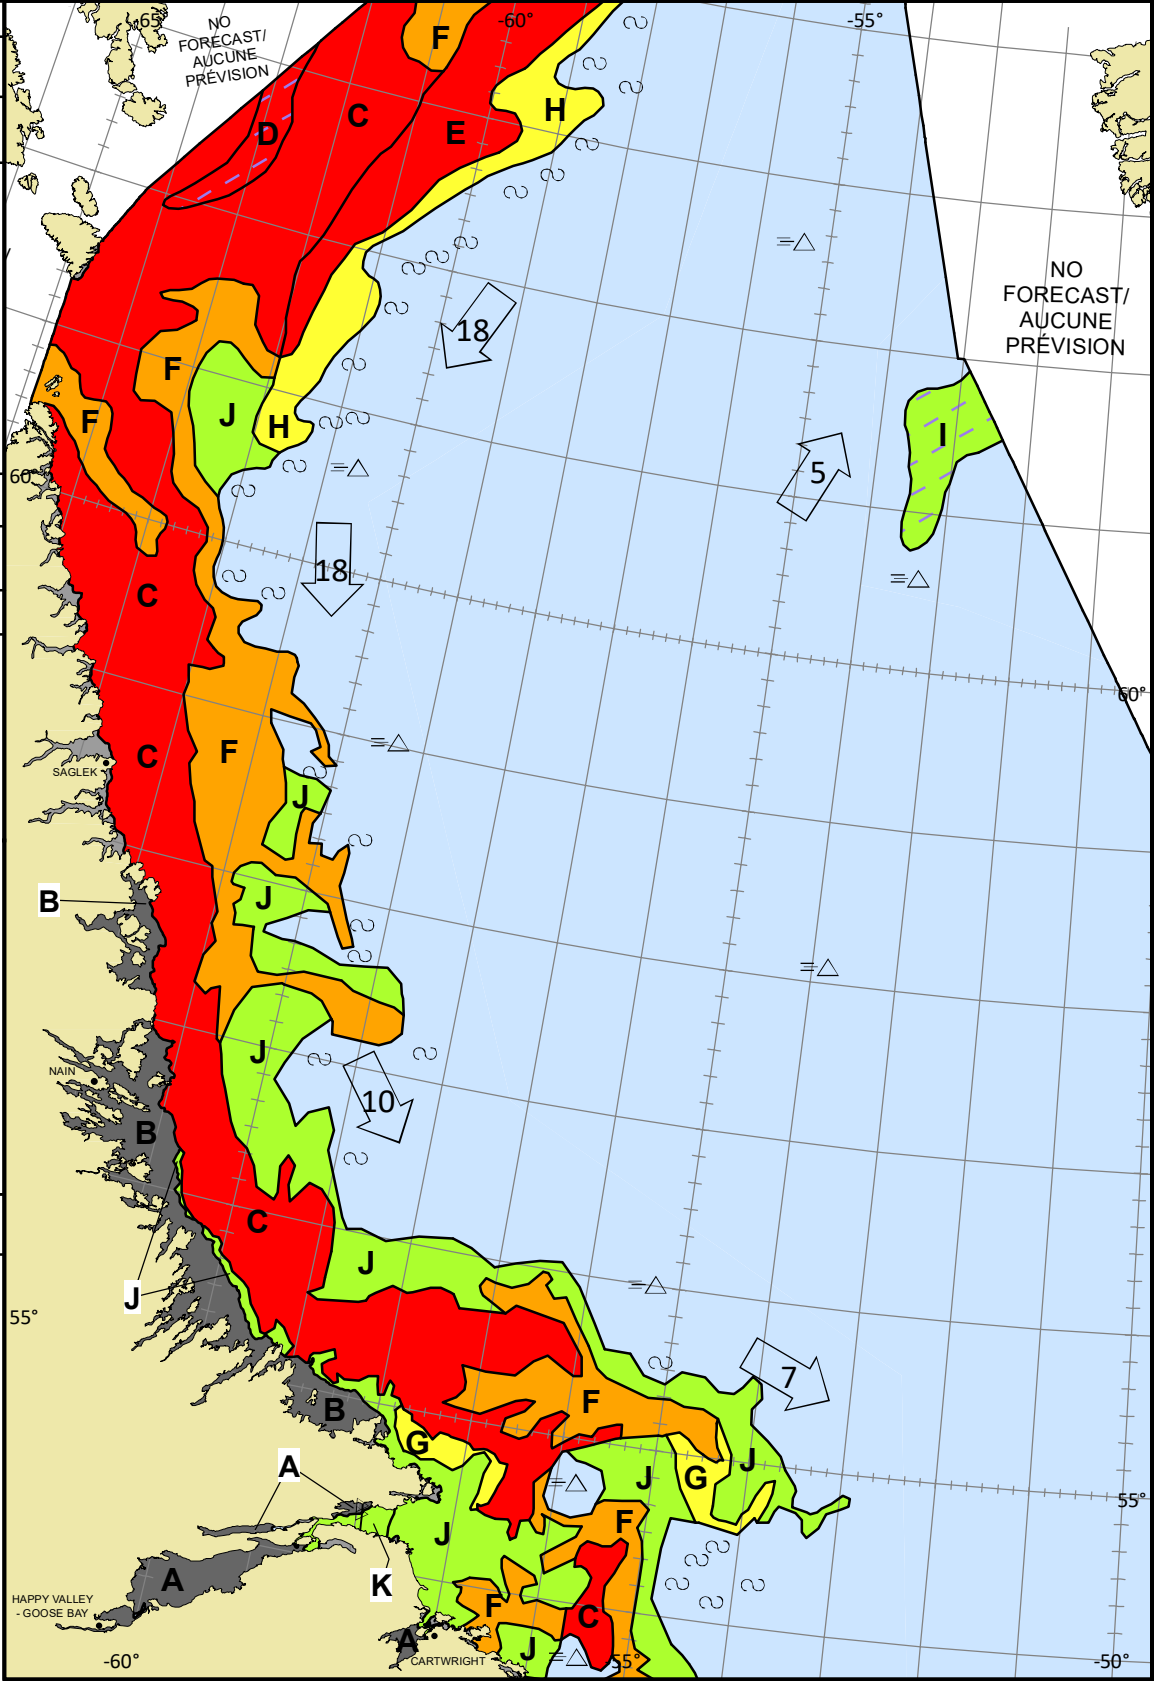 65°
-60°
-55°
NO
FORECAST/
AUCUNE
PRÉVISION
F
C
D
E
H
NO
FORECAST/
AUCUNE
PRÉVISION
18
F
J
F
H
I
60°
5
18
C
60°
C
F
SAGLEK
J
B
J
J
NAIN
10
B
C
J
J
55°
7
F
B
G
J
A
J
G
55°
F
J
A
K
HAPPY VALLEY
- GOOSE BAY
F
C
A
J
CARTWRIGHT
-60°
-55°
-50°